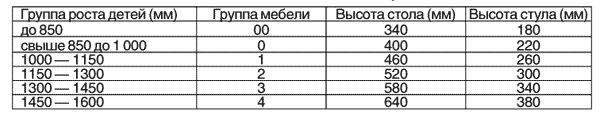 Группа роста детей (мм) Группа мебели Высота стола (мм) Высота стула (мм)
до 850 00 340 180
свыше 850 до 1 000 0 400 220
1000 — 1150 1 460 260
1150 — 1300 2 520 300
1300 — 1450 3 580 340
1450 — 1600 4 640 380